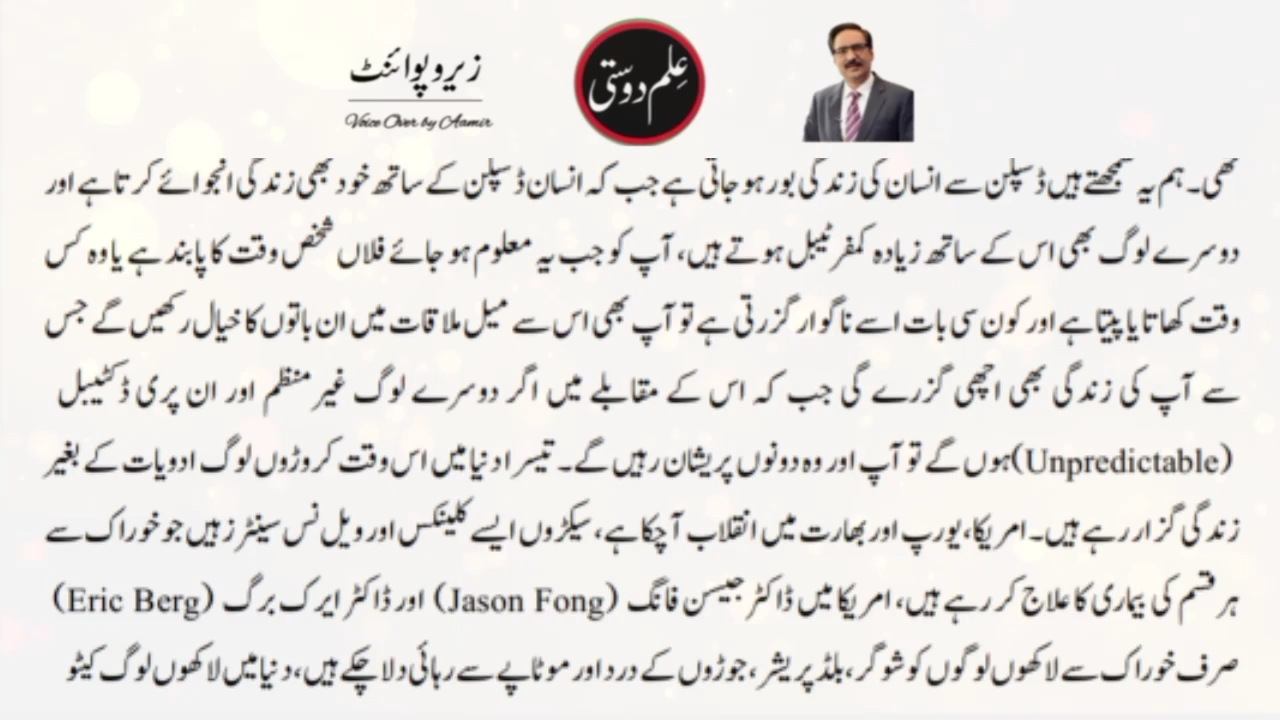 زیرو پوائنٹ
Voice Over by Aamir
علم دوستی
تھی۔ ہم یہ سمجھتے ہیں ڈسپلن سے انسان کی زندگی بور ہو جاتی ہے جب کہ انسان ڈسپلن کے ساتھ خود بھی زندگی انجوائے کرتا ہے اور
دوسرے لوگ بھی اس کے ساتھ زیادہ کمفرٹیبل ہوتے ہیں، آپ کو جب یہ معلوم ہو جائے فلاں شخص وقت کا پابند ہے یا وہ کس
وقت کھاتا یا پیتا ہے اور کون سی بات اسے ناگوار گزرتی ہے تو آپ بھی اس سے میل ملاقات میں ان باتوں کا خیال رکھیں گے جس
سے آپ کی زندگی بھی اچھی گزرے گی جب کہ اس کے مقابلے میں اگر دوسرے لوگ غیر منظم اور ان پری ڈکٹیبل
(Unpredictable) ہوں گے تو آپ اور وہ دونوں پریشان رہیں گے۔ تیسرا دنیا میں اس وقت کروڑوں لوگ ادویات کے بغیر
زندگی گزار رہے ہیں۔ امریکا، یورپ اور بھارت میں انقلاب آ چکا ہے، سیکڑوں ایسے کلینکس اور ویل نس سینٹرز ہیں جو خوراک سے
ہر قسم کی بیماری کا علاج کر رہے ہیں، امریکا میں ڈاکٹر جیسن فانگ (Jason Fong) اور ڈاکٹر ایرک برگ (Eric Berg)
صرف خوراک سے لاکھوں لوگوں کو شوگر، بلڈ پریشر، جوڑوں کے درد اور موٹاپے سے رہائی دلا چکے ہیں، دنیا میں لاکھوں لوگ کیٹو